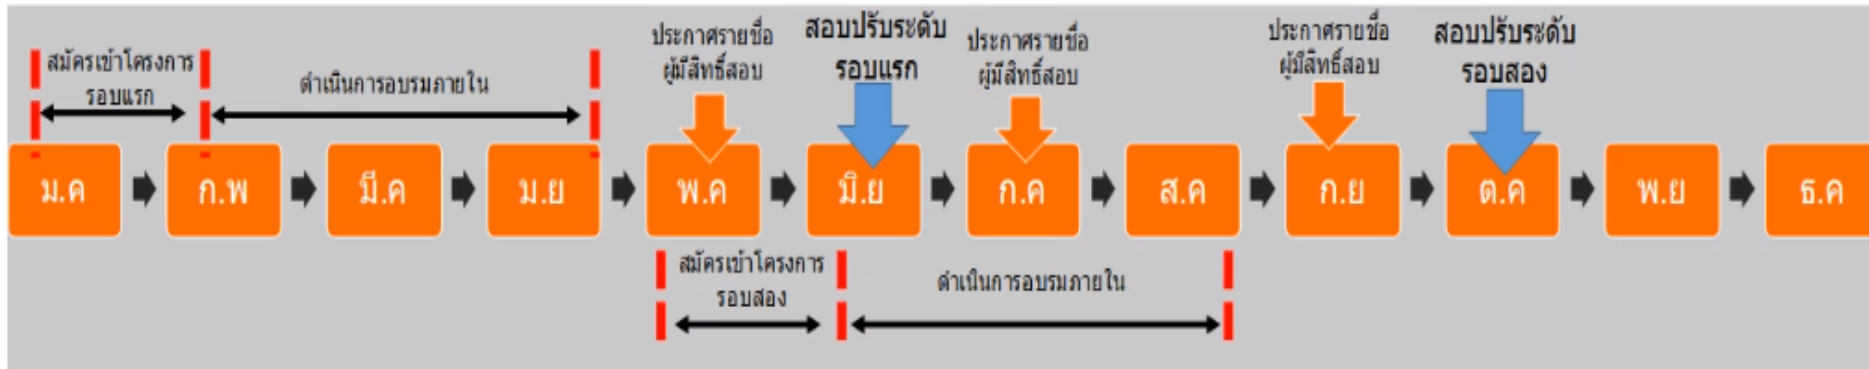 สมัครเข้าโครงการ
รอบแรก
ดำเนินการอบรมภายใน
ประกาศรายชื่อ
ผู้มีสิทธิ์สอบ
สอบปรับระดับ
รอบแรก
ประกาศรายชื่อ
ผู้มีสิทธิ์สอบ
ประกาศรายชื่อ
ผู้มีสิทธิ์สอบ
สอบปรับระดับ
รอบสอง
ม.ค
ก.พ
มี.ค
ม.ย
พ.ค
มิ.ย
ก.ค
ส.ค
ก.ย
ต.ค
พ.ย
ธ.ค
สมัครเข้าโครงการ
รอบสอง
ดำเนินการอบรมภายใน